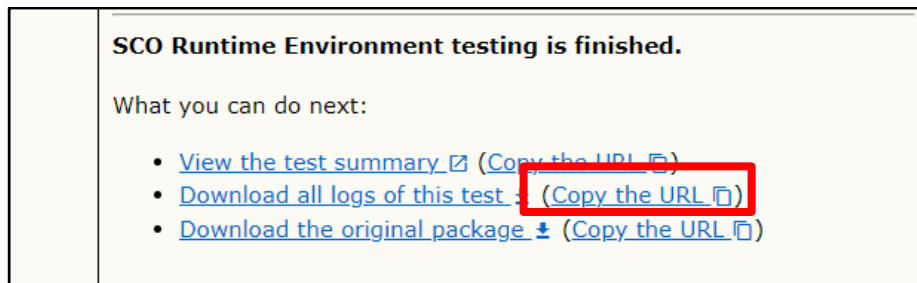 SCO Runtime Environment testing is finished.
What you can do next:
• View the test summary (Copy the URL)
• Download all logs of this test (Copy the URL)
• Download the original package (Copy the URL)